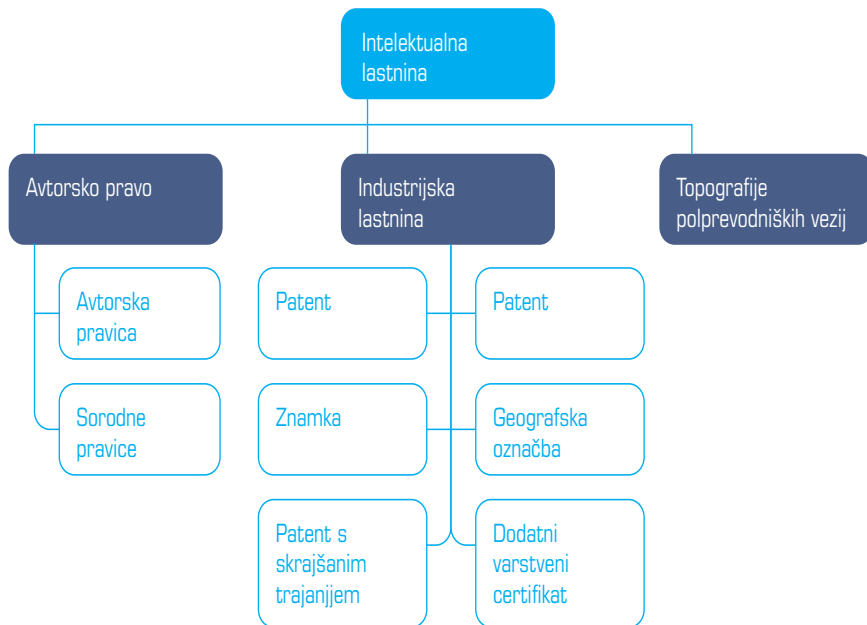 Intelektualna
lastnina
Avtorsko pravo
Industrijska
lastnina
Topografije
polprevodniških vezij
Avtorska
pravica
Patent
Patent
Sorodne
pravice
Znamka
Geografska
označba
Patent s
skrajšanim
trajanjjem
Dodatni
varstveni
certifikat